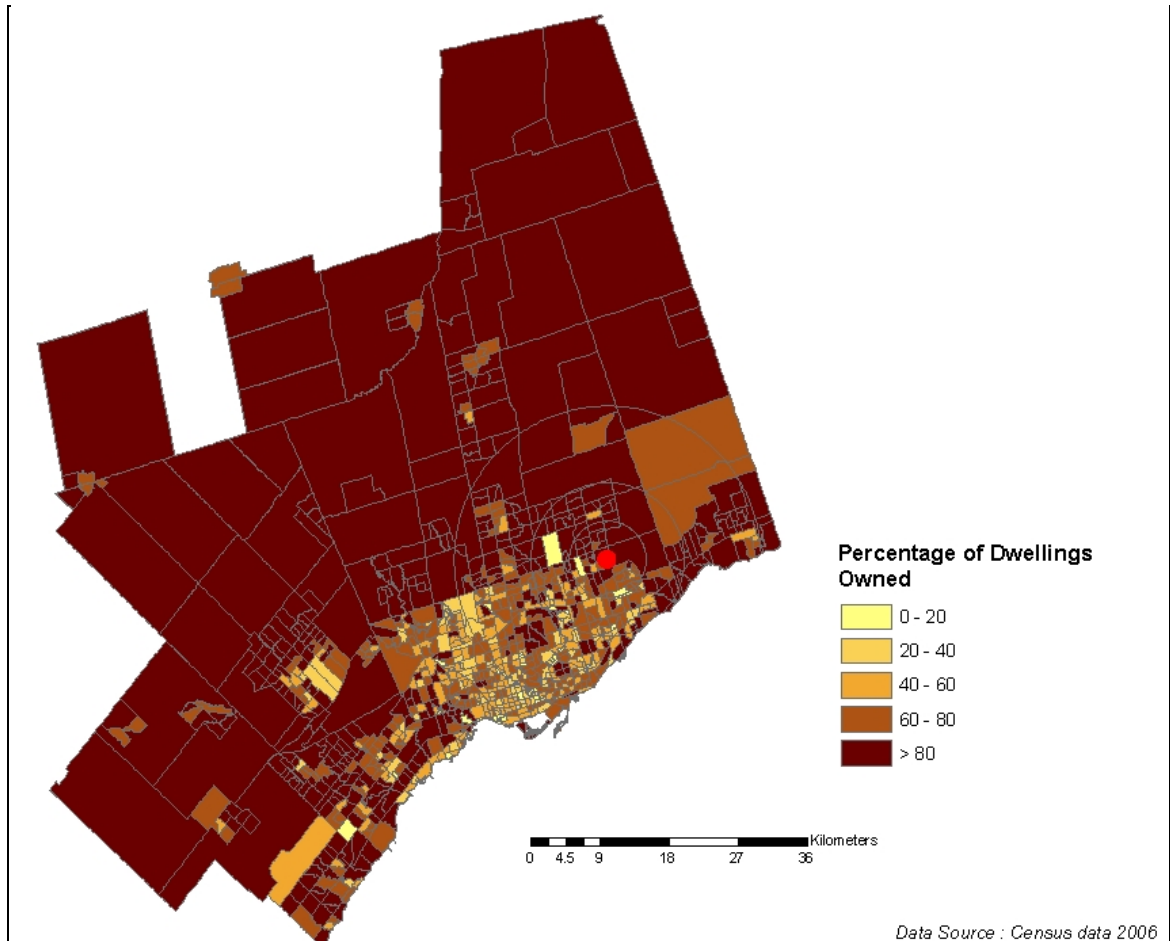 Percentage of Dwellings
Owned
0 - 20
20 - 40
40 - 60
60 - 80
> 80
Kilometers
0 4.5 9 18 27 36
Data Source : Census data 2006